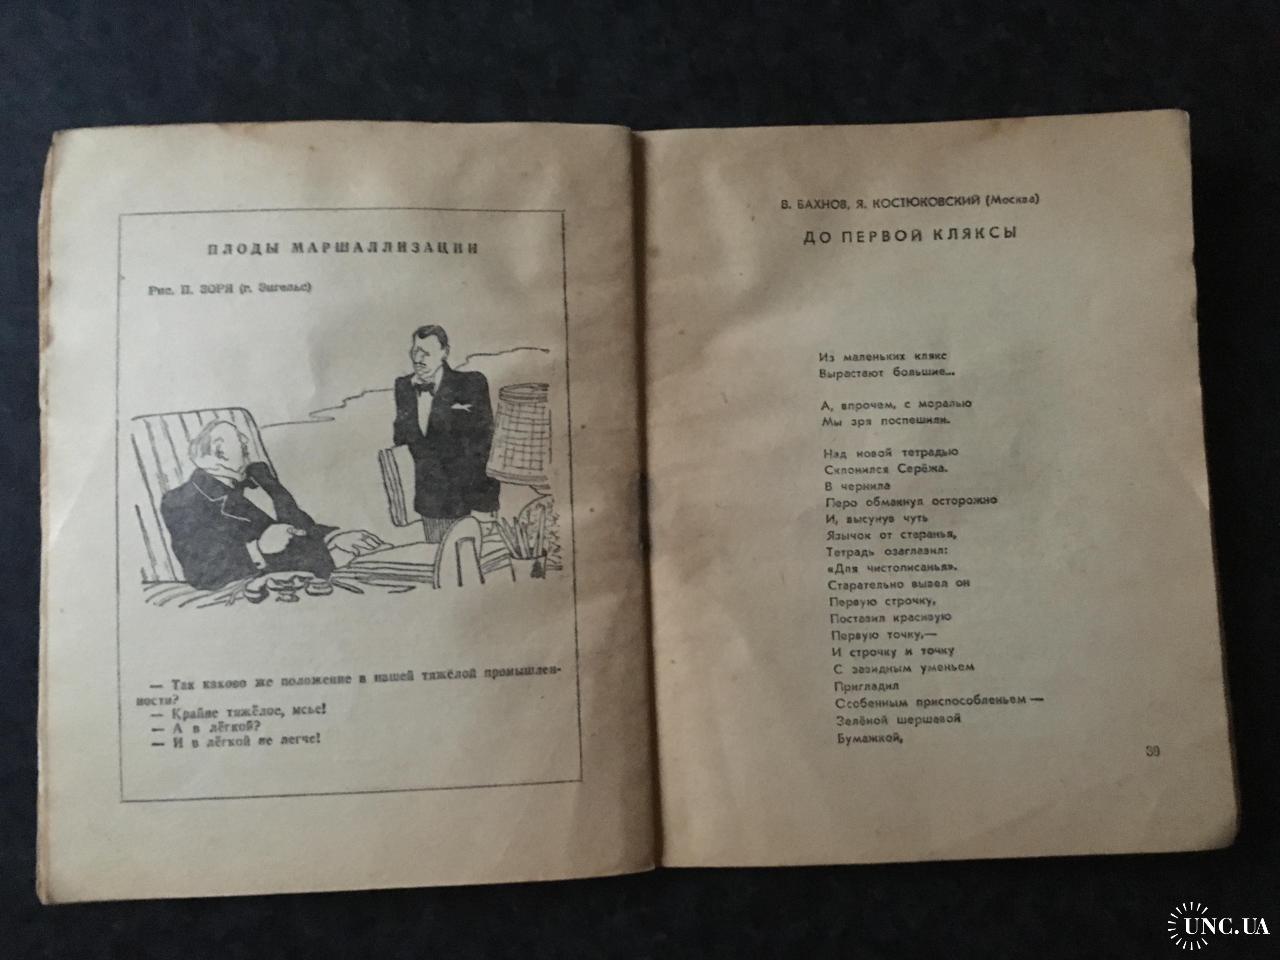 ПЛОДЫ МАРШАЛЛИЗАЦИИ
Рис. П. ЗОРЯ (г. Энгельс)
— Так каково же положение в нашей тяжёлой промышлен-
ности?
— Крайне тяжёлое, мсье!
— А в лёгкой?
— И в лёгкой не легче!
В. БАХНОВ, Я. КОСТЮКОВСКИЙ (Москва)
ДО ПЕРВОЙ КЛЯКСЫ
Из маленьких клякс
Вырастают большие...
А, впрочем, с моралью
Мы зря поспешили.
Над новой тетрадью
Склонился Серёжа.
В чернила
Перо обмакнул осторожно
И, высунув чуть
Язычок от старанья,
Тетрадь озаглавил:
«Для чистописанья».
Старательно вывел он
Первую строчку,
Поставил красивую
Первую точку,—
И строчку и точку
С завидным уменьем
Пригладил
Особенным приспособленьем —
Зелёной шершавой
Бумажкой,
39
UNC.UA